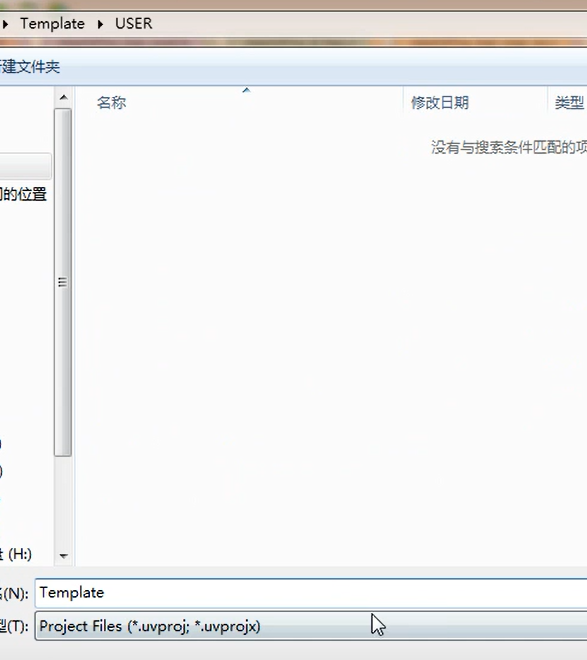 Template ▸ USER
新建文件夹
名称 修改日期 类型
没有与搜索条件匹配的项
的位置
(H:)
(N): Template
型(T): Project Files (*.uvproj; *.uvprojx)